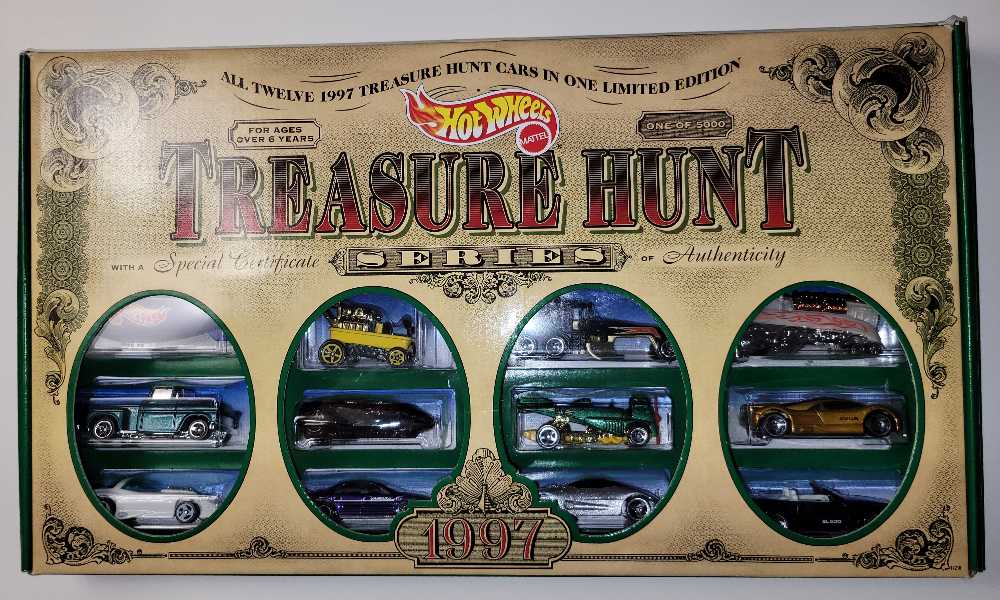 ALL TWELVE 1997 TREASURE HUNT CARS IN ONE LIMITED EDITION
Hot Wheels
MATTEL
FOR AGES
OVER 6 YEARS
ONE OF 5000
TREASURE HUNT
WITH A Special Certificate SERIES OF Authenticity
SL500
1997